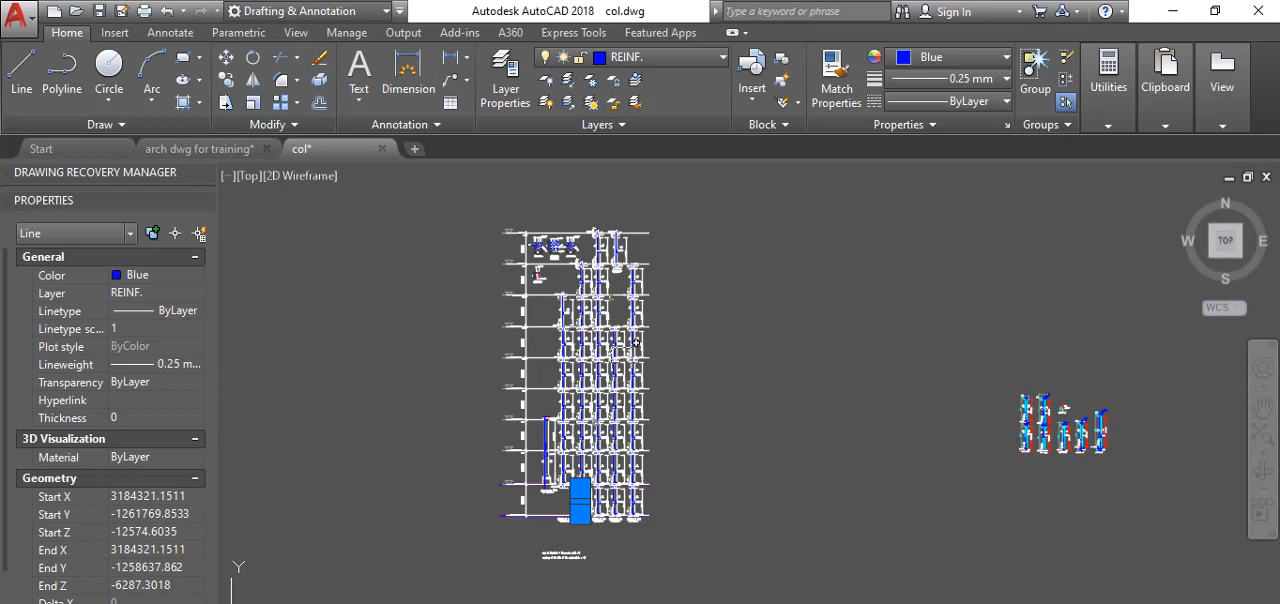 Drafting & Annotation
Autodesk AutoCAD 2018 col.dwg
Type a keyword or phrase
Sign In
Home Insert Annotate Parametric View Manage Output Add-ins A360 Express Tools Featured Apps
Line
Polyline
Circle
Arc
Text
Dimension
Layer
Properties
REINF.
Insert
Match
Properties
Blue
0.25 mm
ByLayer
Group
Utilities
Clipboard
View
Draw
Modify
Annotation
Layers
Block
Properties
Groups
Start
arch dwg for training*
col*
DRAWING RECOVERY MANAGER
PROPERTIES
Line
General
Color Blue
Layer REINF.
Linetype ByLayer
Linetype sc... 1
Plot style ByColor
Lineweight 0.25 m...
Transparency ByLayer
Hyperlink
Thickness 0
3D Visualization
Material ByLayer
Geometry
Start X 3184321.1511
Start Y -1261769.8533
Start Z -12574.6035
End X 3184321.1511
End Y -1258637.862
End Z -6287.3018
Delta X 0
[−][Top][2D Wireframe]
N
W TOP E
S
WCS
Y